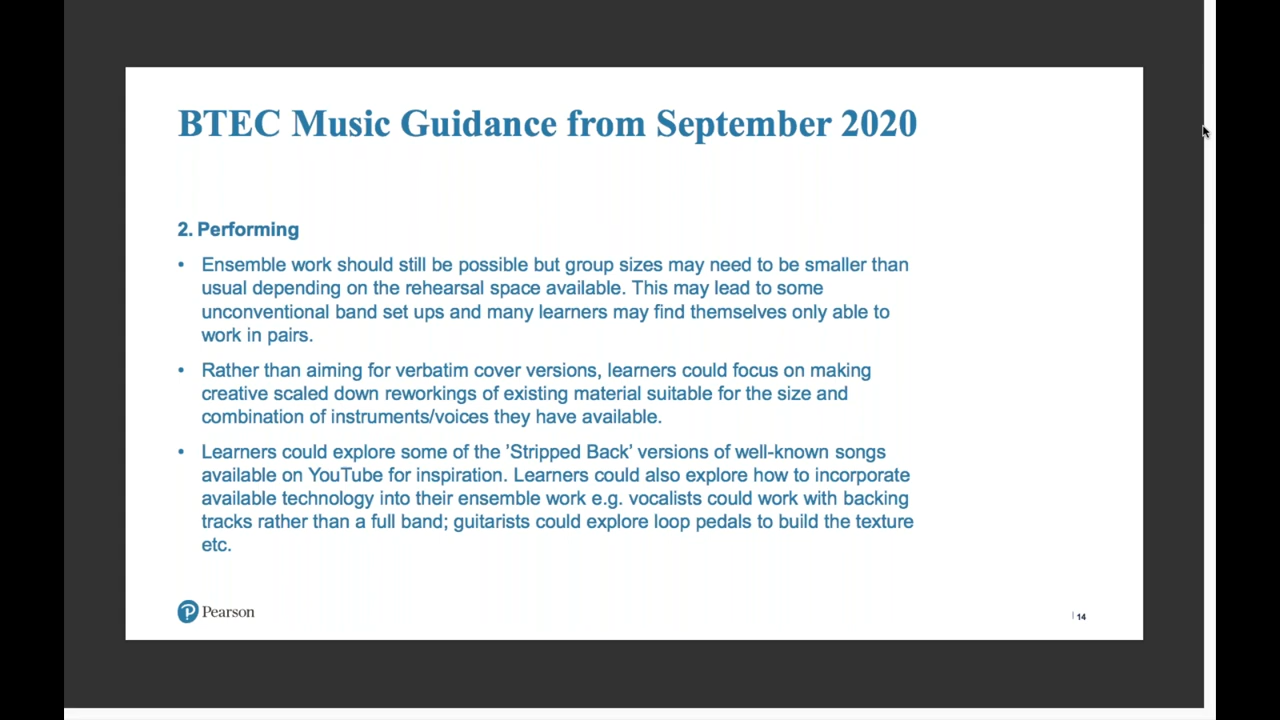 BTEC Music Guidance from September 2020
2. Performing
• Ensemble work should still be possible but group sizes may need to be smaller than
usual depending on the rehearsal space available. This may lead to some
unconventional band set ups and many learners may find themselves only able to
work in pairs.
• Rather than aiming for verbatim cover versions, learners could focus on making
creative scaled down reworkings of existing material suitable for the size and
combination of instruments/voices they have available.
• Learners could explore some of the ’Stripped Back’ versions of well-known songs
available on YouTube for inspiration. Learners could also explore how to incorporate
available technology into their ensemble work e.g. vocalists could work with backing
tracks rather than a full band; guitarists could explore loop pedals to build the texture
etc.
Pearson
| 14